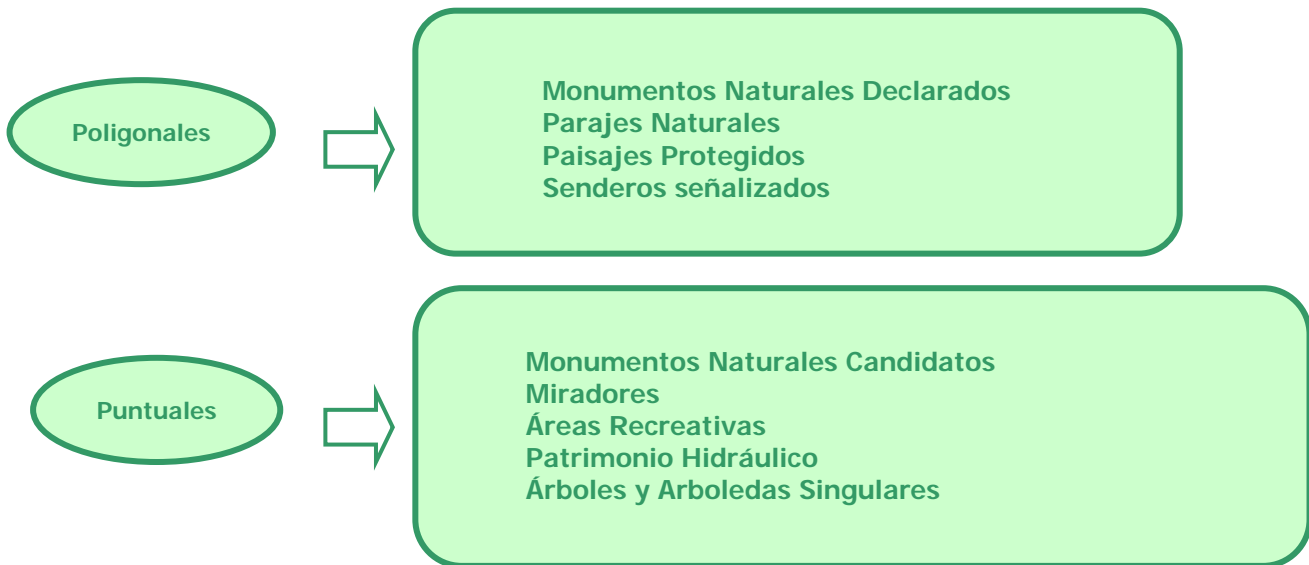 Poligonales
Monumentos Naturales Declarados
Parajes Naturales
Paisajes Protegidos
Senderos señalizados
Puntuales
Monumentos Naturales Candidatos
Miradores
Áreas Recreativas
Patrimonio Hidráulico
Árboles y Arboledas Singulares